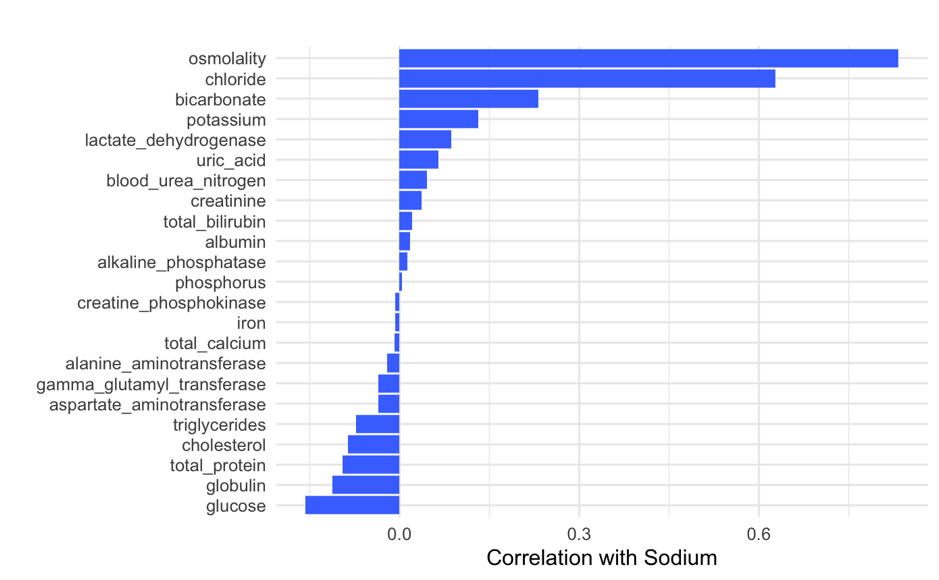 osmolality
chloride
bicarbonate
potassium
lactate_dehydrogenase
uric_acid
blood_urea_nitrogen
creatinine
total_bilirubin
albumin
alkaline_phosphatase
phosphorus
creatine_phosphokinase
iron
total_calcium
alanine_aminotransferase
gamma_glutamyl_transferase
aspartate_aminotransferase
triglycerides
cholesterol
total_protein
globulin
glucose
0.0 0.3 0.6
Correlation with Sodium